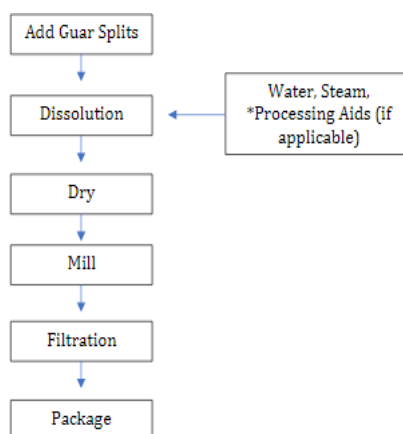 Add Guar Splits
Dissolution
Water, Steam,
*Processing Aids (if
applicable)
Dry
Mill
Filtration
Package